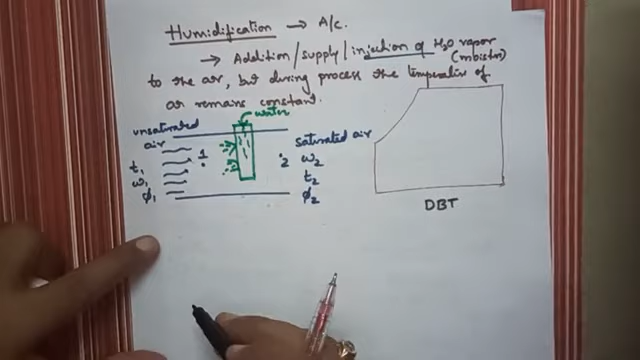 Humidification → A/c.
→ Addition/supply/injection of H₂O vapor
(moistr)
to the air, but during process the temperature of
air remains constant.
water
unsaturated
air
saturated air
1
2
t₁
ω₁
φ₁
ω₂
t₂
φ₂
DBT